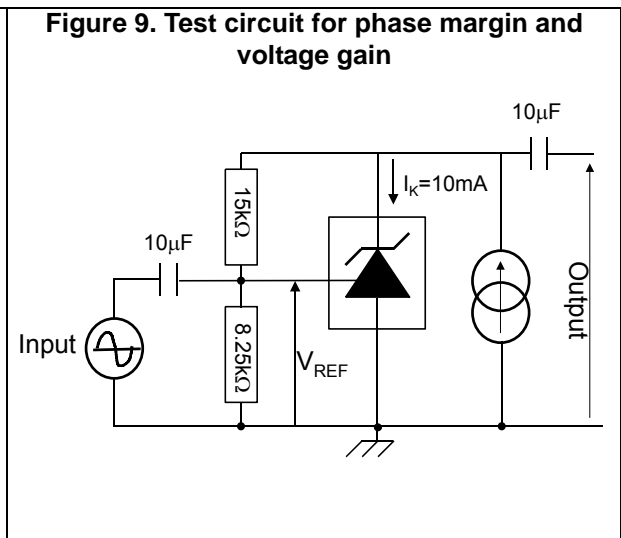 Figure 9. Test circuit for phase margin and
voltage gain
10μF
I_K=10mA
15kΩ
10μF
Output
Input
8.25kΩ
V_REF